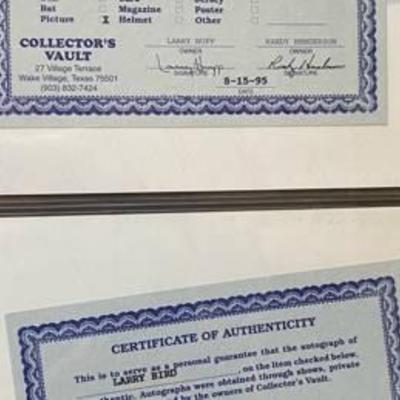 Bat Magazine Poster
Picture X Helmet Other
COLLECTOR'S
VAULT
27 Village Terrace
Wake Village, Texas 75501
(903) 832-7424
LARRY HUFF RANDY HENDERSON
OWNER OWNER
SIGNATURE SIGNATURE
8-15-95
DATE
CERTIFICATE OF AUTHENTICITY
This is to serve as a personal guarantee that the autograph of
LARRY BIRD on the item checked below,
Autographs were obtained through shows, private
by the owners of Collector's Vault.